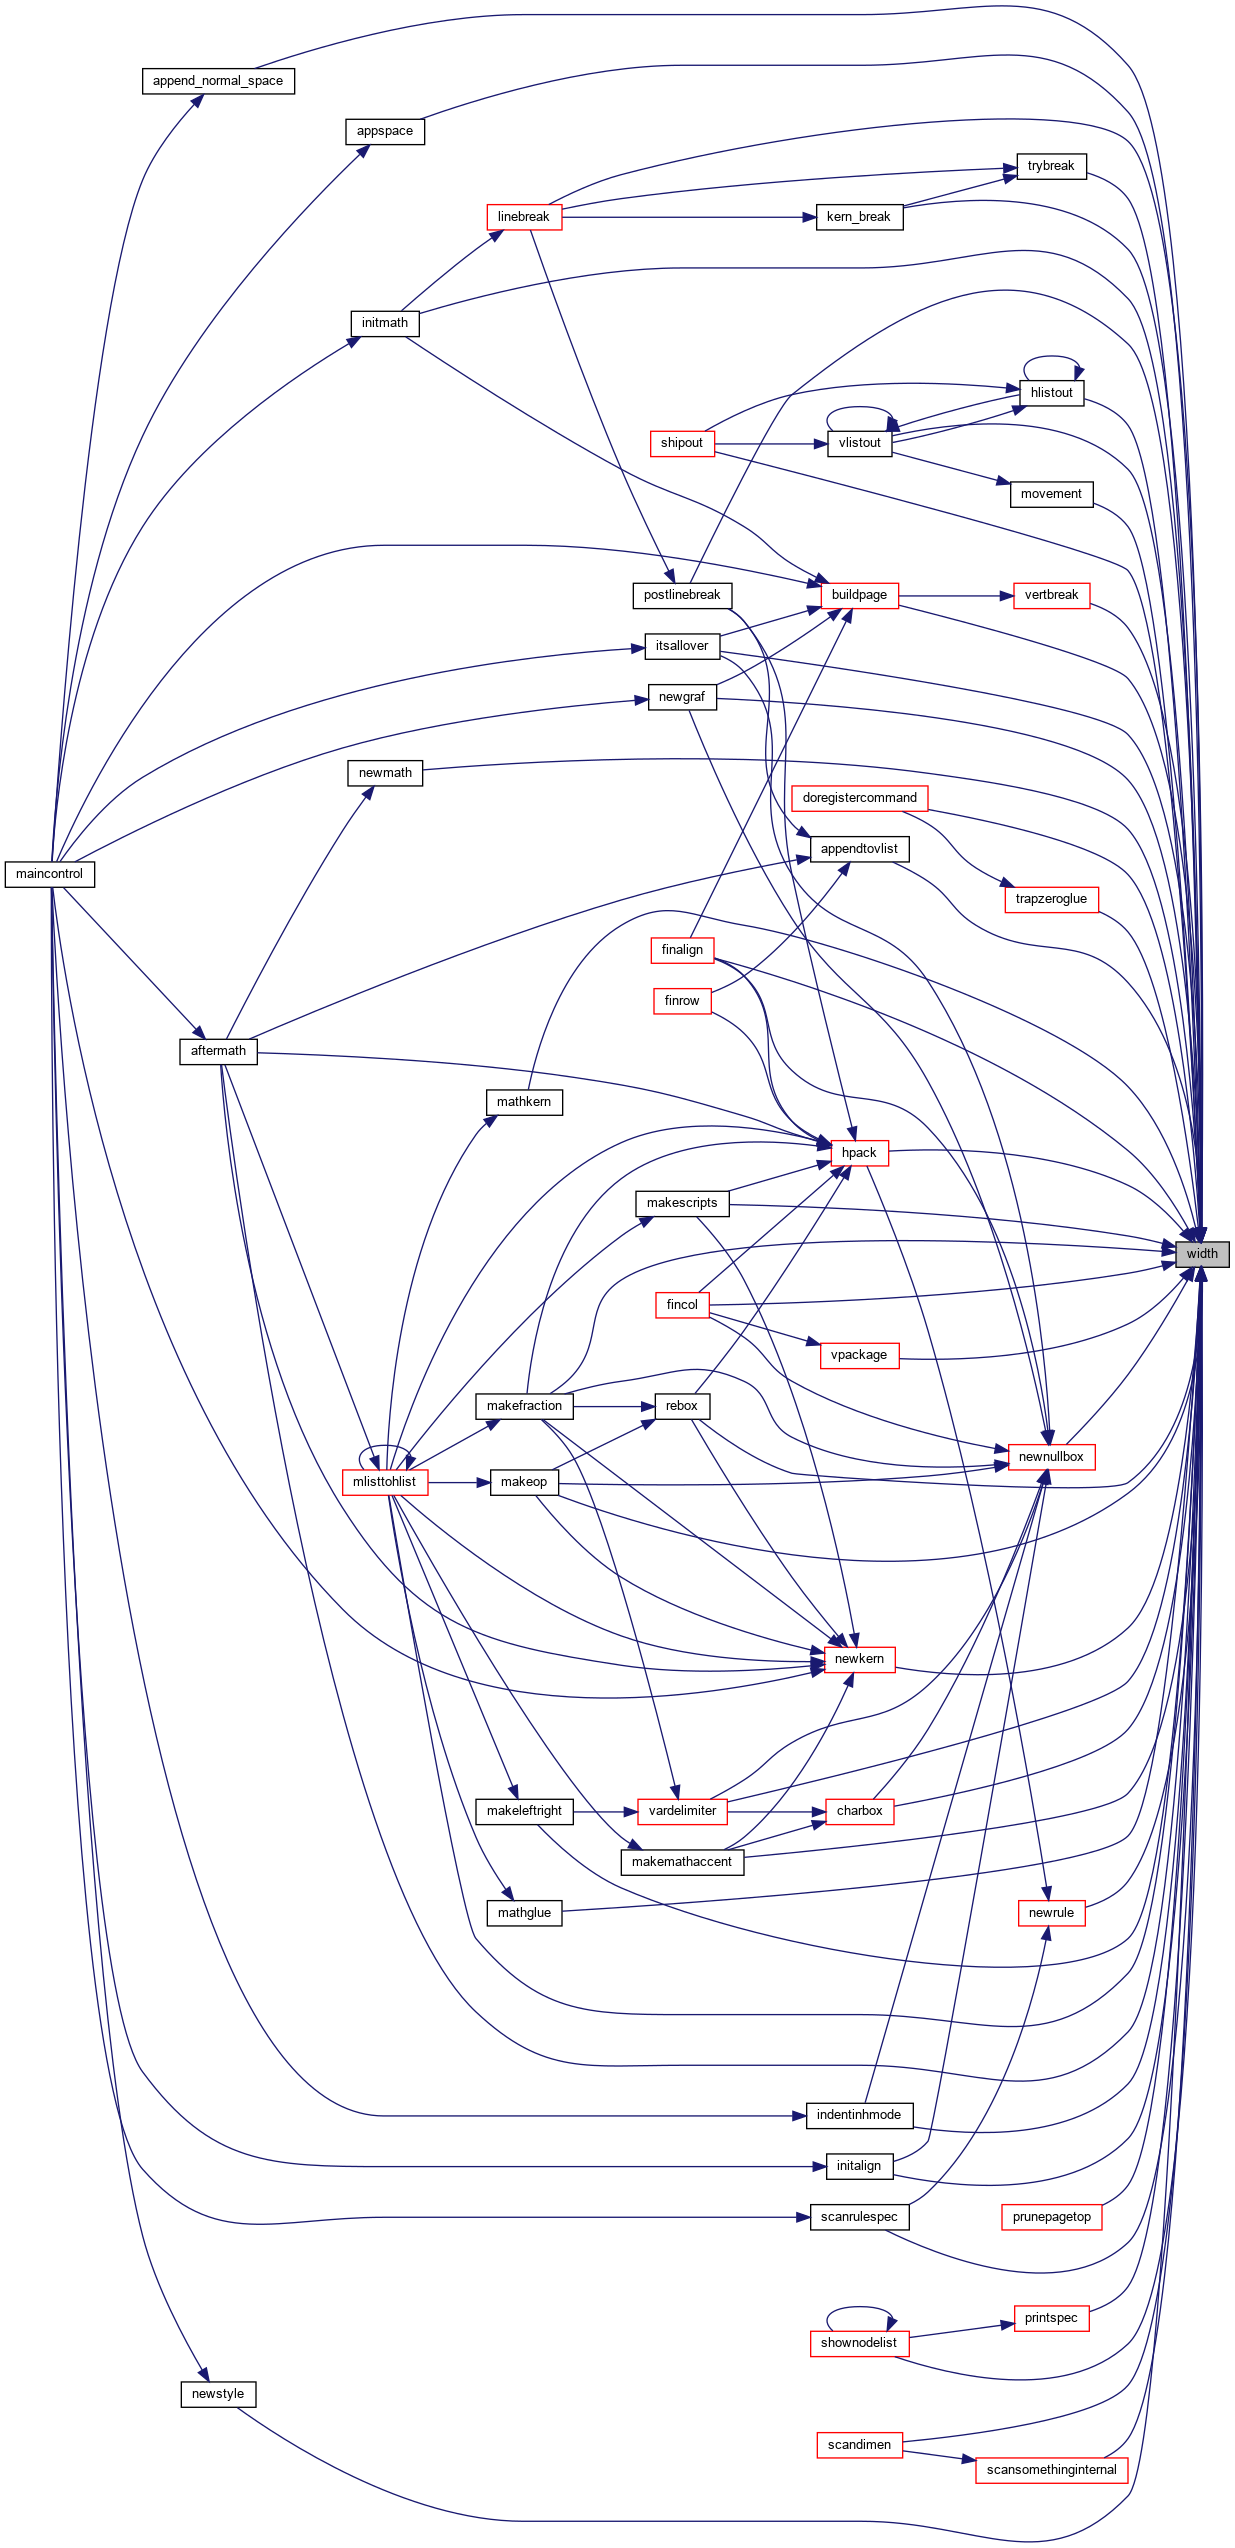 append_normal_space
appspace
trybreak
linebreak
kern_break
initmath
hlistout
shipout
vlistout
movement
postlinebreak
buildpage
vertbreak
itsallover
newgraf
newmath
doregistercommand
appendtovlist
maincontrol
trapzeroglue
finalign
finrow
aftermath
mathkern
hpack
makescripts
width
fincol
vpackage
makefraction
rebox
newnullbox
mlisttohlist
makeop
newkern
makeleftright
vardelimiter
charbox
makemathaccent
mathglue
newrule
indentinhmode
initalign
scanrulespec
prunepagetop
printspec
shownodelist
newstyle
scandimen
scansomethinginternal